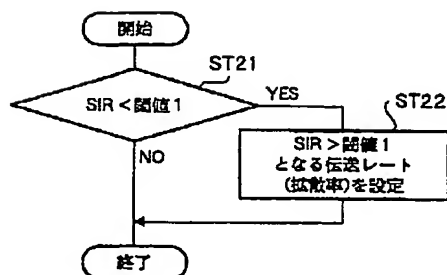 開始
ST21
SIR<閾値1
YES
ST22
NO
SIR>閾値1
となる伝送レート
(拡散率)を設定
終了